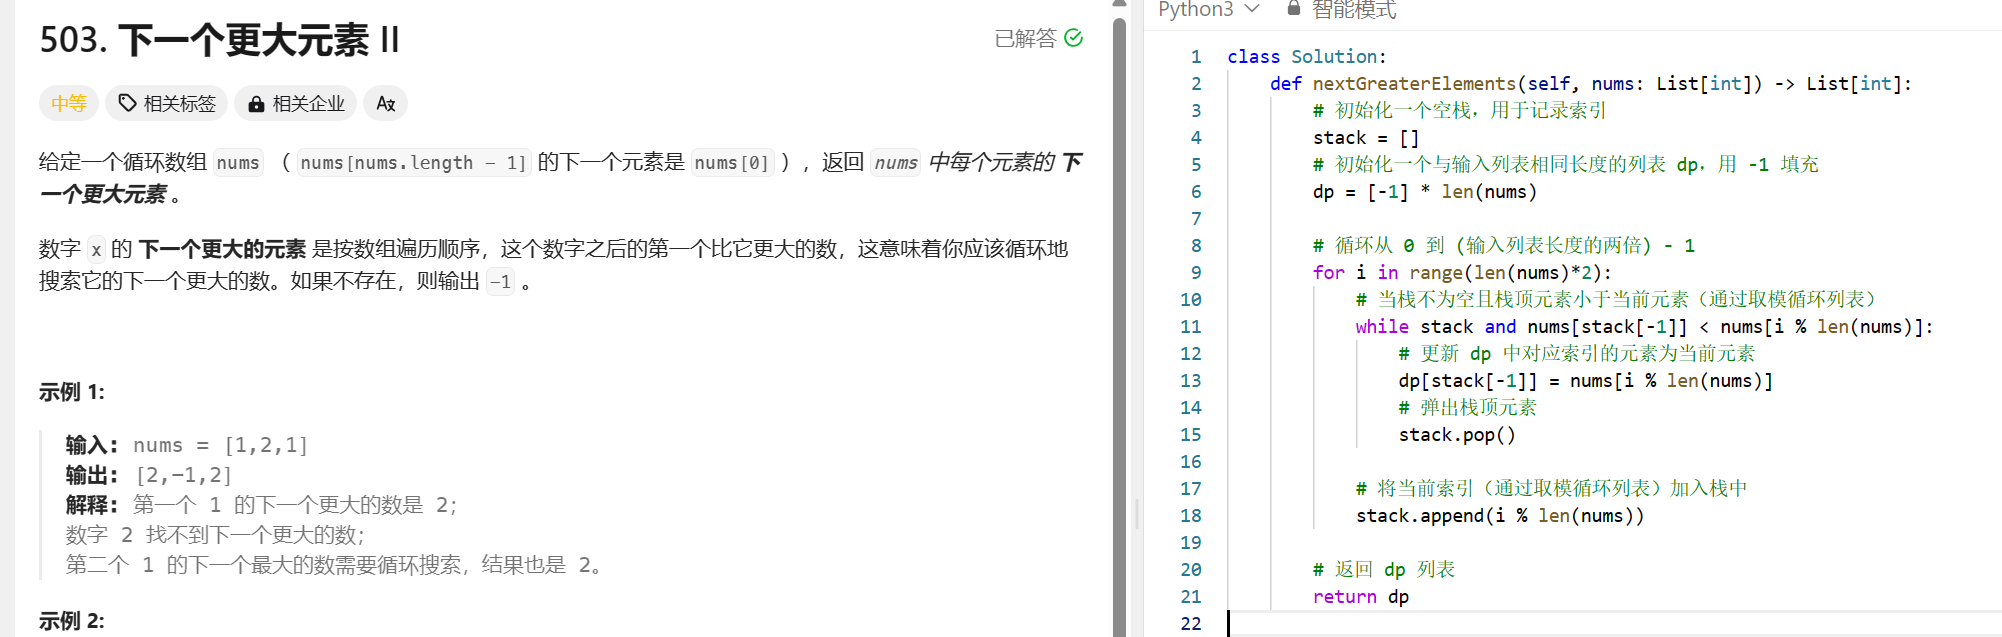 503. 下一个更大元素 II
已解答
中等
相关标签
相关企业
给定一个循环数组 nums （ nums[nums.length - 1] 的下一个元素是 nums[0] ），返回 nums 中每个元素的 下
一个更大元素 。
数字 x 的 下一个更大的元素 是按数组遍历顺序，这个数字之后的第一个比它更大的数，这意味着你应该循环地
搜索它的下一个更大的数。如果不存在，则输出 -1 。
示例 1:
输入: nums = [1,2,1]
输出: [2,-1,2]
解释: 第一个 1 的下一个更大的数是 2；
数字 2 找不到下一个更大的数；
第二个 1 的下一个最大的数需要循环搜索，结果也是 2。
示例 2:
Python3
智能模式
1 class Solution:
2 def nextGreaterElements(self, nums: List[int]) -> List[int]:
3 # 初始化一个空栈，用于记录索引
4 stack = []
5 # 初始化一个与输入列表相同长度的列表 dp，用 -1 填充
6 dp = [-1] * len(nums)
7
8 # 循环从 0 到 (输入列表长度的两倍) - 1
9 for i in range(len(nums)*2):
10 # 当栈不为空且栈顶元素小于当前元素（通过取模循环列表）
11 while stack and nums[stack[-1]] < nums[i % len(nums)]:
12 # 更新 dp 中对应索引的元素为当前元素
13 dp[stack[-1]] = nums[i % len(nums)]
14 # 弹出栈顶元素
15 stack.pop()
16
17 # 将当前索引（通过取模循环列表）加入栈中
18 stack.append(i % len(nums))
19
20 # 返回 dp 列表
21 return dp
22